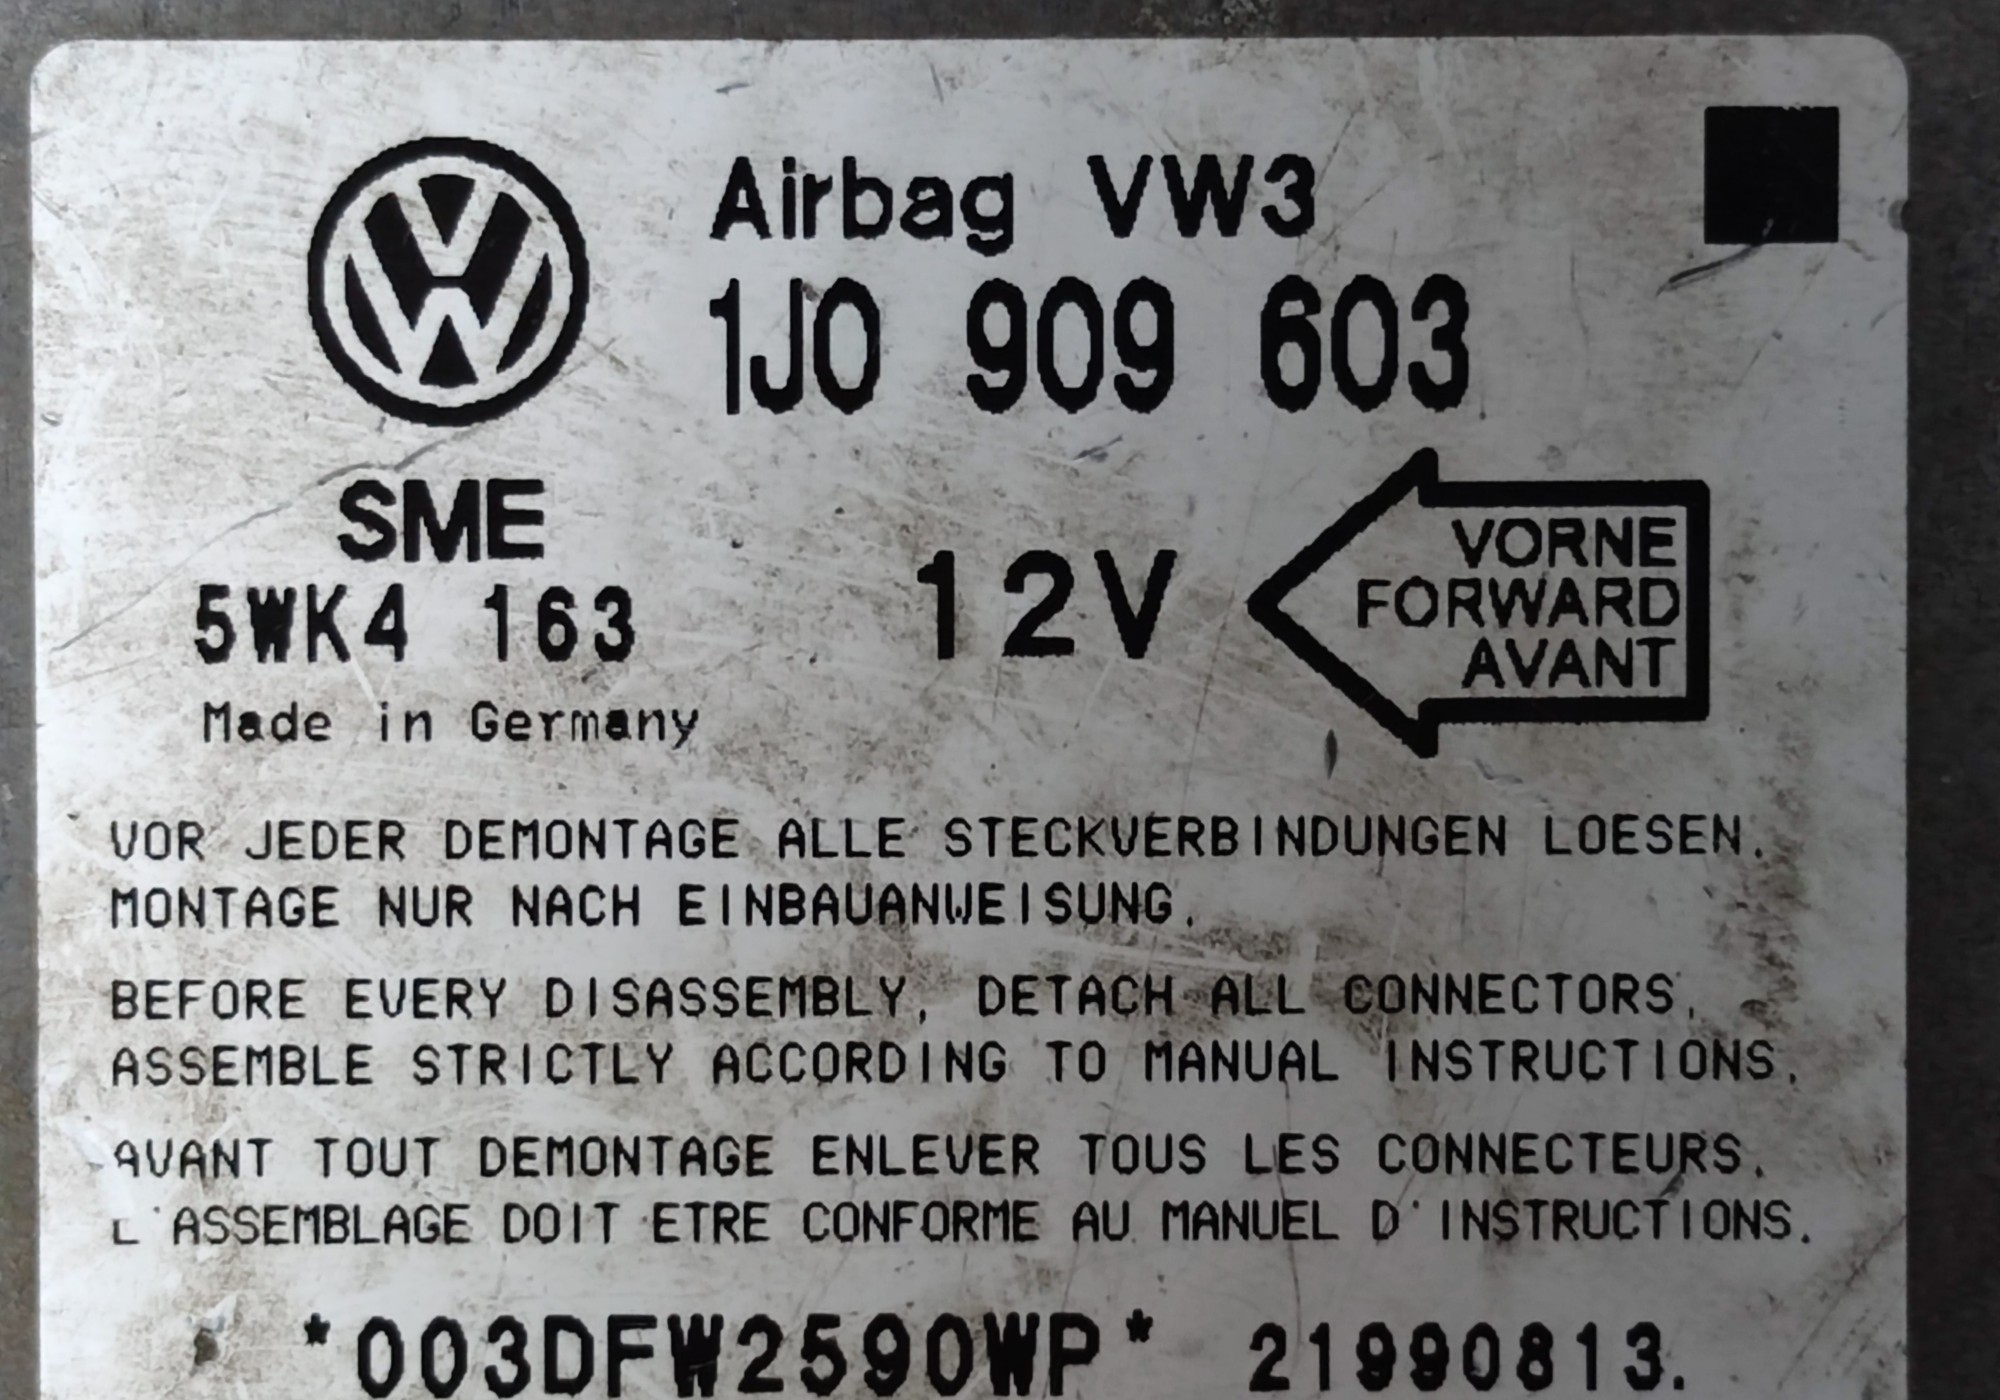 Airbag VW3
1J0 909 603
SME
5WK4 163
12V
VORNE
FORWARD
AVANT
Made in Germany
VOR JEDER DEMONTAGE ALLE STECKVERBINDUNGEN LOESEN.
MONTAGE NUR NACH EINBAUANWEISUNG.
BEFORE EVERY DISASSEMBLY, DETACH ALL CONNECTORS,
ASSEMBLE STRICTLY ACCORDING TO MANUAL INSTRUCTIONS.
AVANT TOUT DEMONTAGE ENLEVER TOUS LES CONNECTEURS.
L'ASSEMBLAGE DOIT ETRE CONFORME AU MANUEL D'INSTRUCTIONS.
*003DFW2590WP* 21990813.